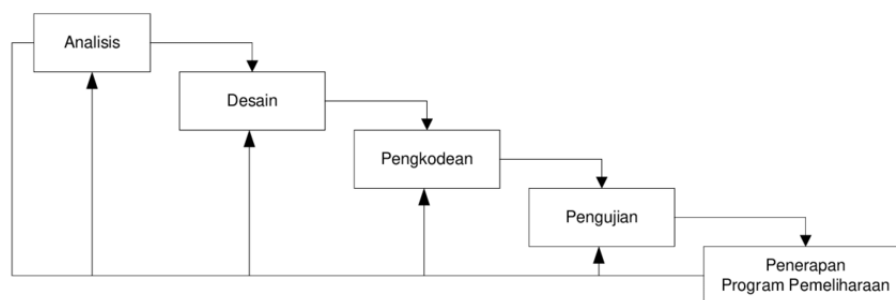 Analisis
Desain
Pengkodean
Pengujian
Penerapan
Program Pemeliharaan